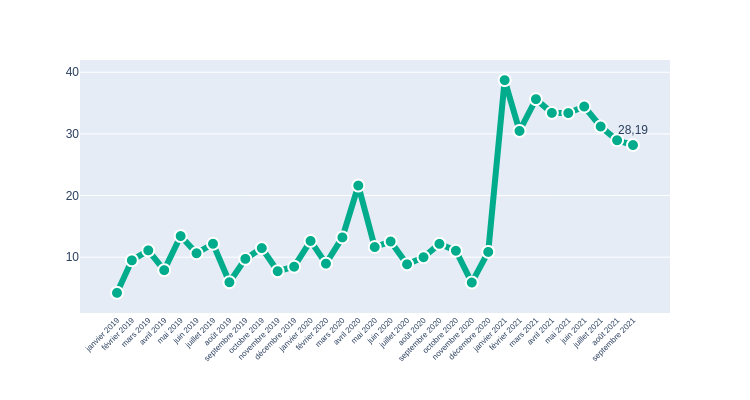 40
30
20
10
28,19
janvier 2019
février 2019
mars 2019
avril 2019
mai 2019
juin 2019
juillet 2019
août 2019
septembre 2019
octobre 2019
novembre 2019
décembre 2019
janvier 2020
février 2020
mars 2020
avril 2020
mai 2020
juin 2020
juillet 2020
août 2020
septembre 2020
octobre 2020
novembre 2020
décembre 2020
janvier 2021
février 2021
mars 2021
avril 2021
mai 2021
juin 2021
juillet 2021
août 2021
septembre 2021